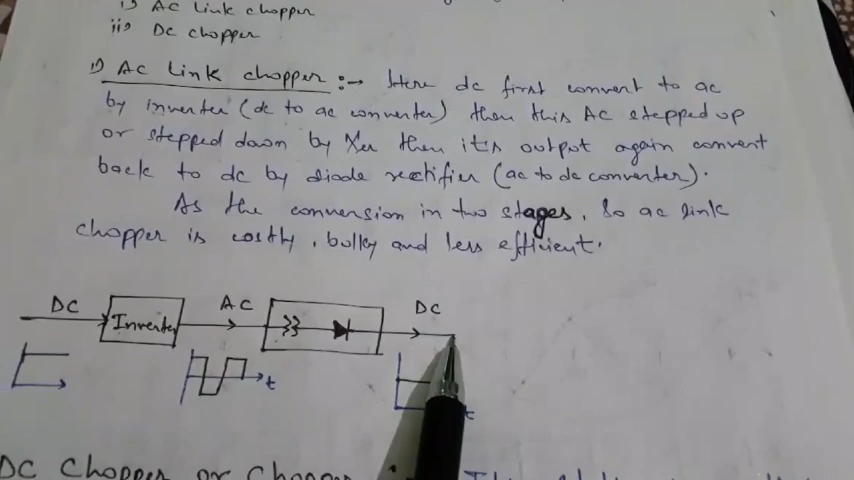 i) AC link chopper
ii) Dc chopper
1) AC link chopper :→ Here dc first convert to ac
by inverter (dc to ac converter) then this AC stepped up
or stepped down by Xer then it's output again convert
back to dc by diode rectifier (ac to dc converter).
As the conversion in two stages, so ac link
chopper is costly, bulky and less efficient.
DC
Inverter
AC
DC
t
t
DC Chopper or